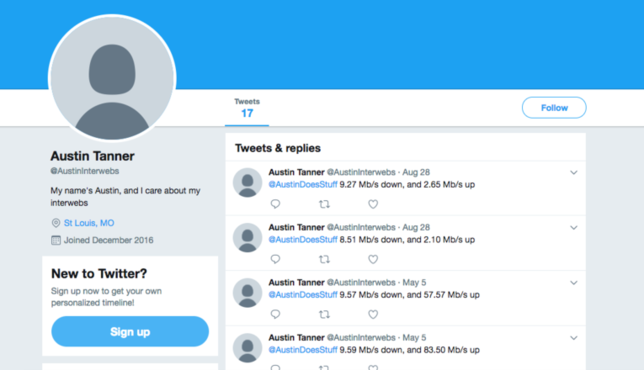 Tweets
17
Follow
Austin Tanner
@AustinInterwebs
My name's Austin, and I care about my
interwebs
St Louis, MO
Joined December 2016
New to Twitter?
Sign up now to get your own
personalized timeline!
Sign up
Tweets & replies
Austin Tanner @AustinInterwebs · Aug 28
@AustinDoesStuff 9.27 Mb/s down, and 2.65 Mb/s up
Austin Tanner @AustinInterwebs · Aug 28
@AustinDoesStuff 8.51 Mb/s down, and 2.10 Mb/s up
Austin Tanner @AustinInterwebs · May 5
@AustinDoesStuff 9.57 Mb/s down, and 57.57 Mb/s up
Austin Tanner @AustinInterwebs · May 5
@AustinDoesStuff 9.59 Mb/s down, and 83.50 Mb/s up